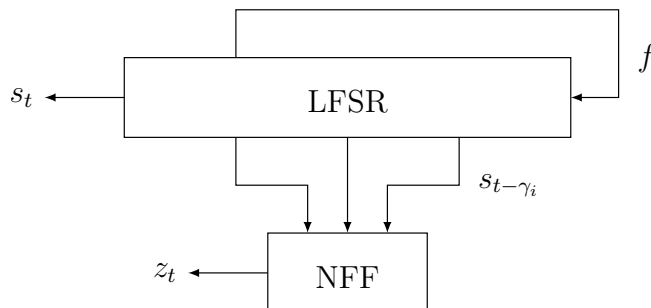 f
s_t
LFSR
s_{t-γ_i}
z_t
NFF